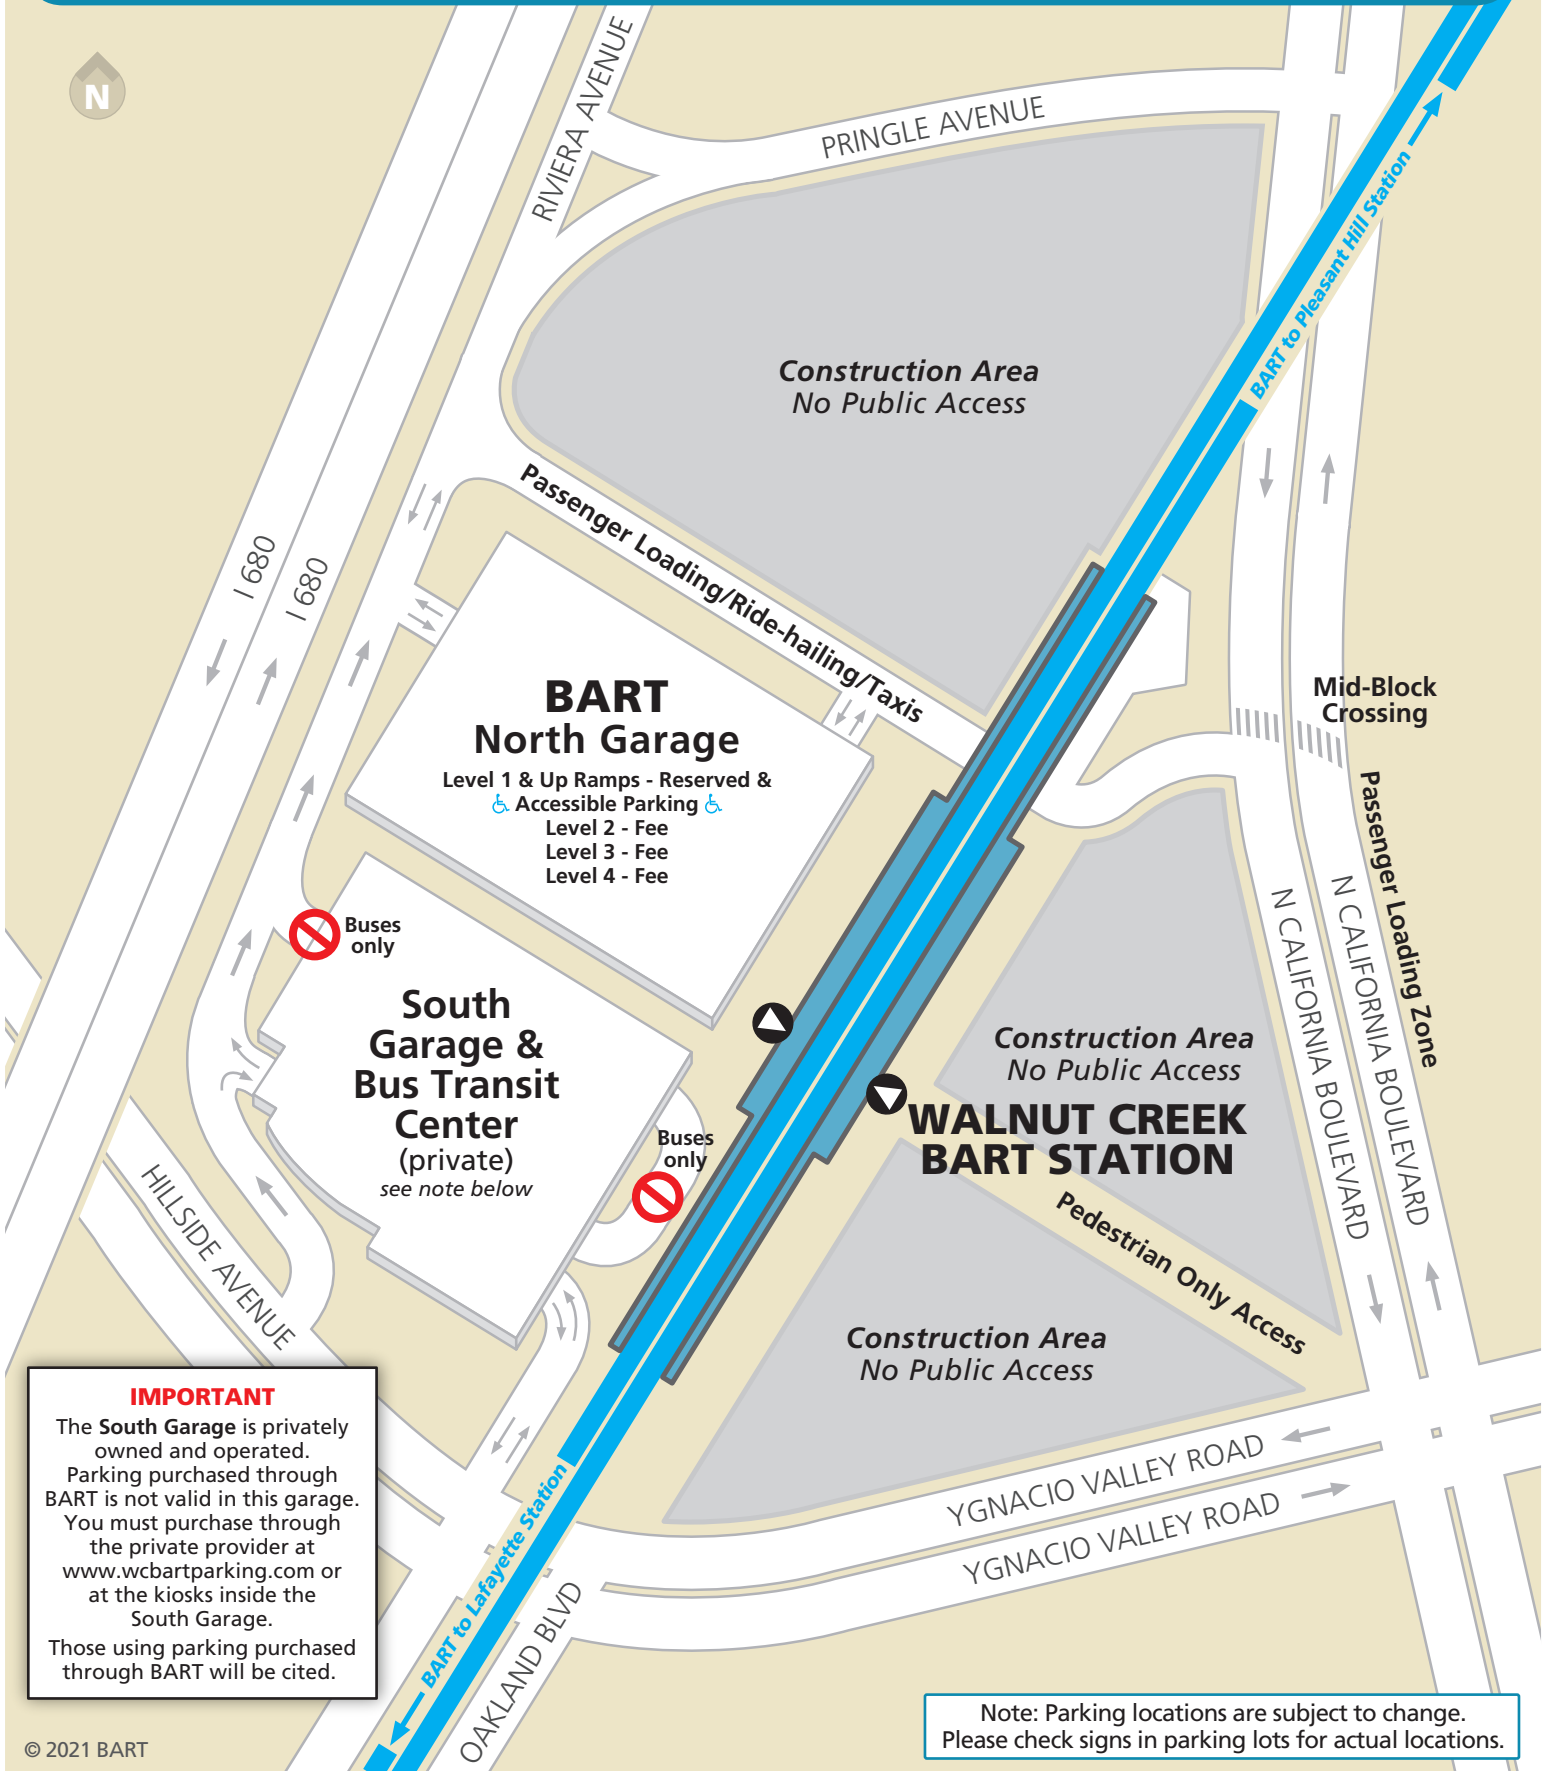 N
RIVIERA AVENUE
PRINGLE AVENUE
BART to Pleasant Hill Station
Construction Area
No Public Access
Passenger Loading/Ride-hailing/Taxis
I 680
I 680
BART
North Garage
Level 1 & Up Ramps - Reserved &
Accessible Parking
Level 2 - Fee
Level 3 - Fee
Level 4 - Fee
Mid-Block
Crossing
Passenger Loading Zone
N CALIFORNIA BOULEVARD
N CALIFORNIA BOULEVARD
Buses
only
South
Garage &
Bus Transit
Center
(private)
see note below
Buses
only
Construction Area
No Public Access
WALNUT CREEK
BART STATION
Pedestrian Only Access
HILLSIDE AVENUE
Construction Area
No Public Access
IMPORTANT
The South Garage is privately
owned and operated.
Parking purchased through
BART is not valid in this garage.
You must purchase through
the private provider at
www.wcbartparking.com or
at the kiosks inside the
South Garage.
Those using parking purchased
through BART will be cited.
YGNACIO VALLEY ROAD
YGNACIO VALLEY ROAD
BART to Lafayette Station
OAKLAND BLVD
Note: Parking locations are subject to change.
Please check signs in parking lots for actual locations.
© 2021 BART